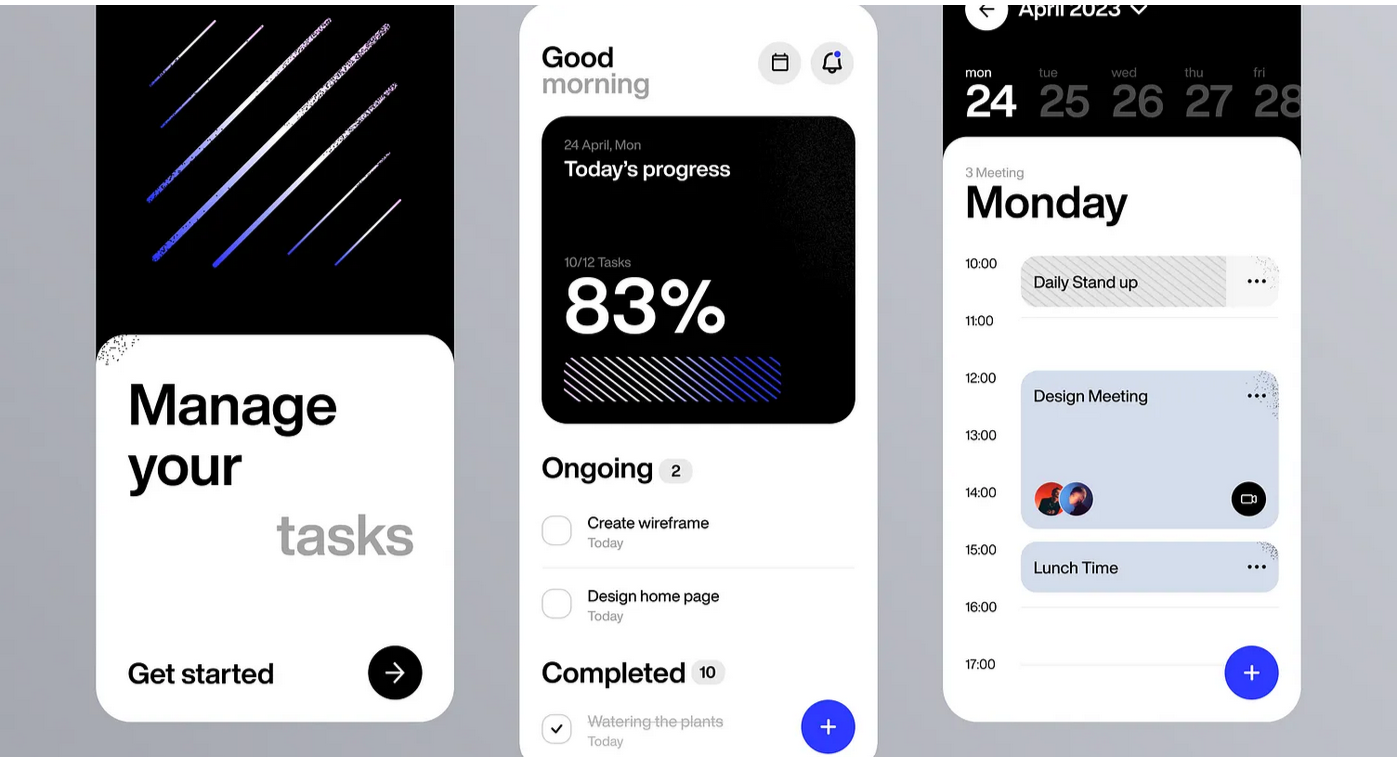 Manage
your
tasks
Get started
Good
morning
24 April, Mon
Today's progress
10/12 Tasks
83%
Ongoing 2
Create wireframe
Today
Design home page
Today
Completed 10
Watering the plants
Today
April 2023
mon tue wed thu fri
24 25 26 27 28
3 Meeting
Monday
10:00 Daily Stand up
11:00
12:00 Design Meeting
13:00
14:00
15:00 Lunch Time
16:00
17:00